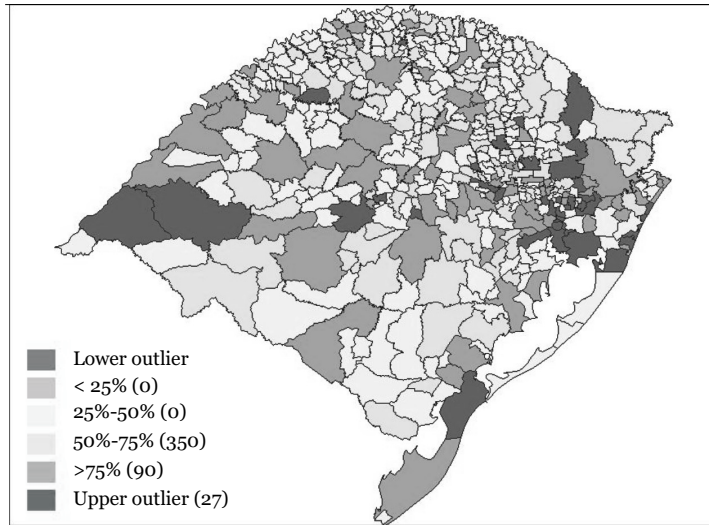 Lower outlier
< 25% (0)
25%-50% (0)
50%-75% (350)
>75% (90)
Upper outlier (27)